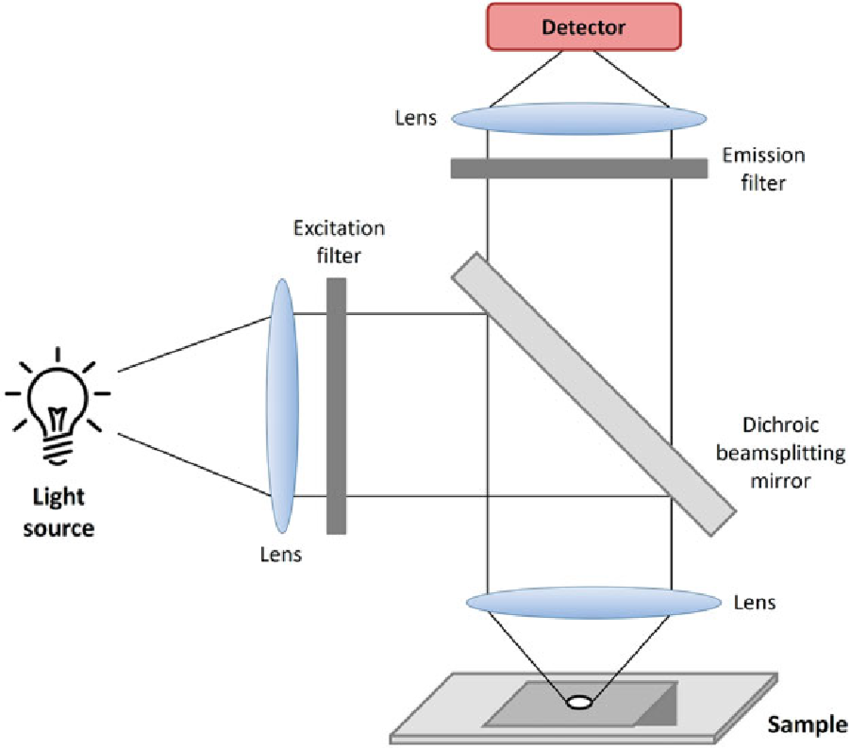 Detector
Lens
Emission
filter
Excitation
filter
Dichroic
beamsplitting
mirror
Light
source
Lens
Lens
Sample